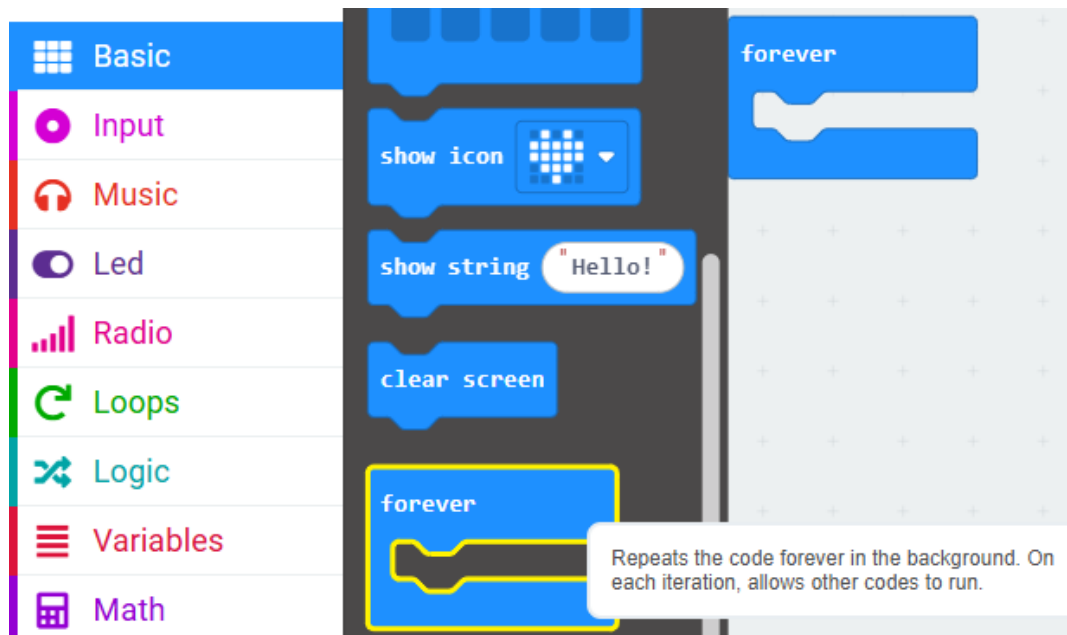 Basic
Input
Music
Led
Radio
Loops
Logic
Variables
Math
show icon
show string "Hello!"
clear screen
forever
Repeats the code forever in the background. On
each iteration, allows other codes to run.
forever